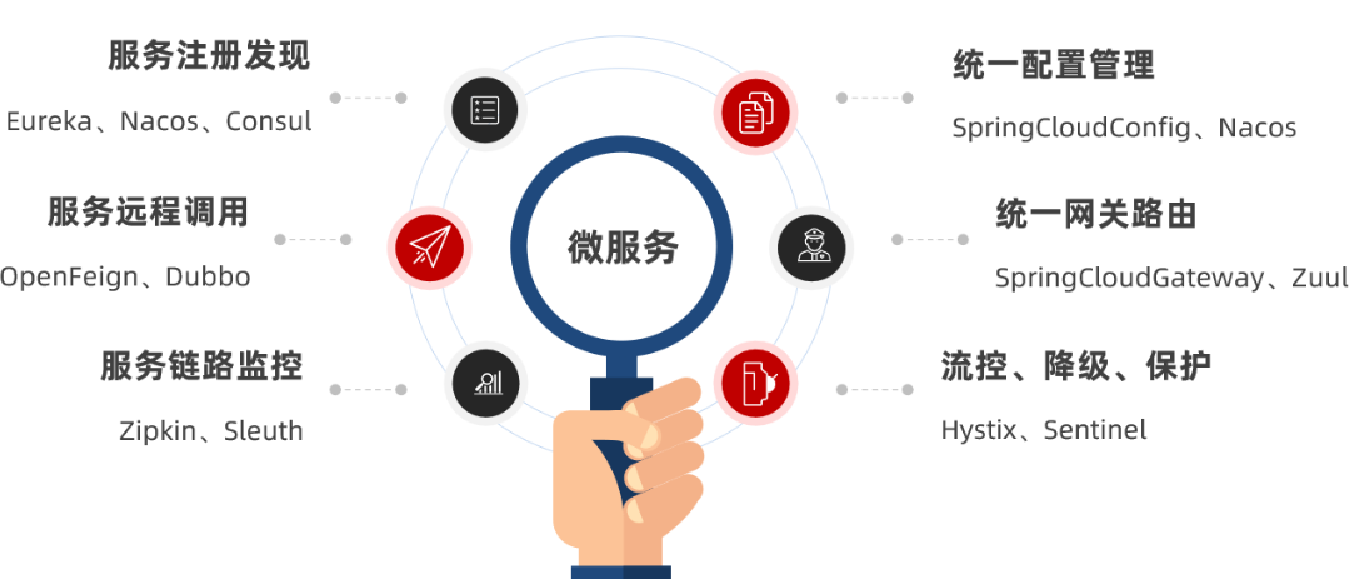 服务注册发现
Eureka、Nacos、Consul
服务远程调用
OpenFeign、Dubbo
服务链路监控
Zipkin、Sleuth
微服务
统一配置管理
SpringCloudConfig、Nacos
统一网关路由
SpringCloudGateway、Zuul
流控、降级、保护
Hystix、Sentinel